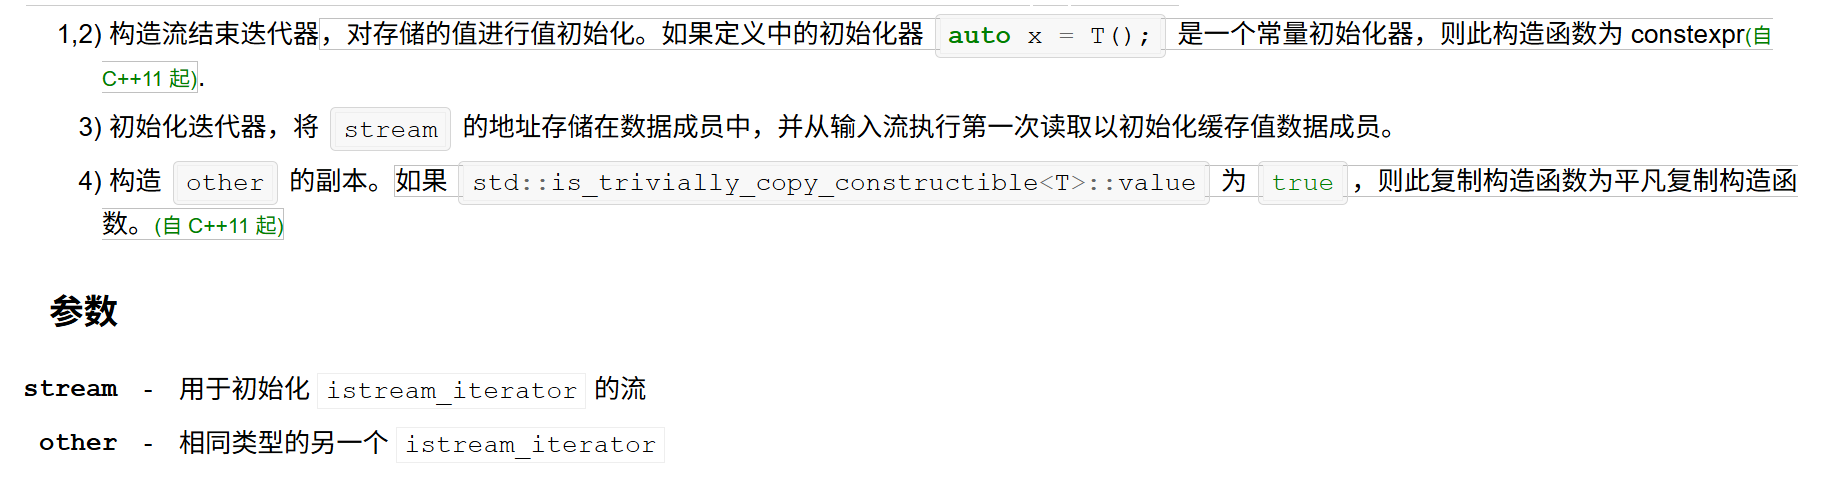 1,2) 构造流结束迭代器，对存储的值进行值初始化。如果定义中的初始化器 auto x = T(); 是一个常量初始化器，则此构造函数为 constexpr(自
C++11 起).
3) 初始化迭代器，将 stream 的地址存储在数据成员中，并从输入流执行第一次读取以初始化缓存值数据成员。
4) 构造 other 的副本。如果 std::is_trivially_copy_constructible<T>::value 为 true，则此复制构造函数为平凡复制构造函
数。(自 C++11 起)
参数
stream - 用于初始化 istream_iterator 的流
other - 相同类型的另一个 istream_iterator